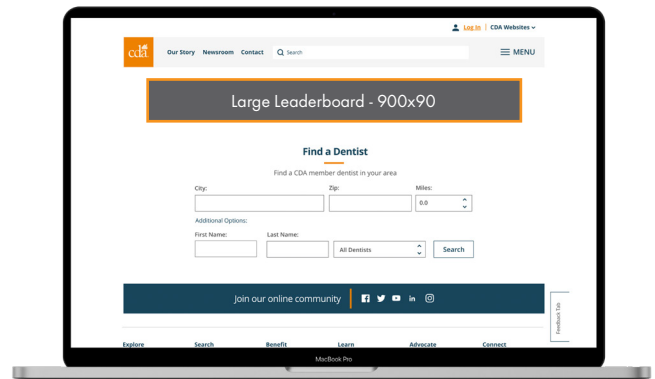 Log In | CDA Websites
cda
Our Story Newsroom Contact Search MENU
Large Leaderboard - 900x90
Find a Dentist
Find a CDA member dentist in your area
City: Zip: Miles:
0.0
Additional Options:
First Name: Last Name:
All Dentists Search
Join our online community
Feedback Tab
Explore Search Benefit Learn Advocate Connect
MacBook Pro